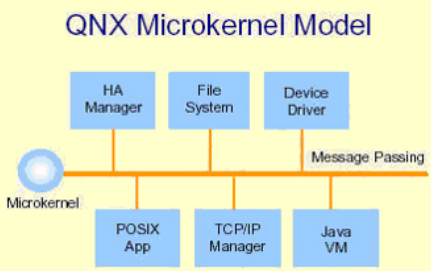 QNX Microkernel Model
HA
Manager
File
System
Device
Driver
Message Passing
Microkernel
POSIX
App
TCP/IP
Manager
Java
VM